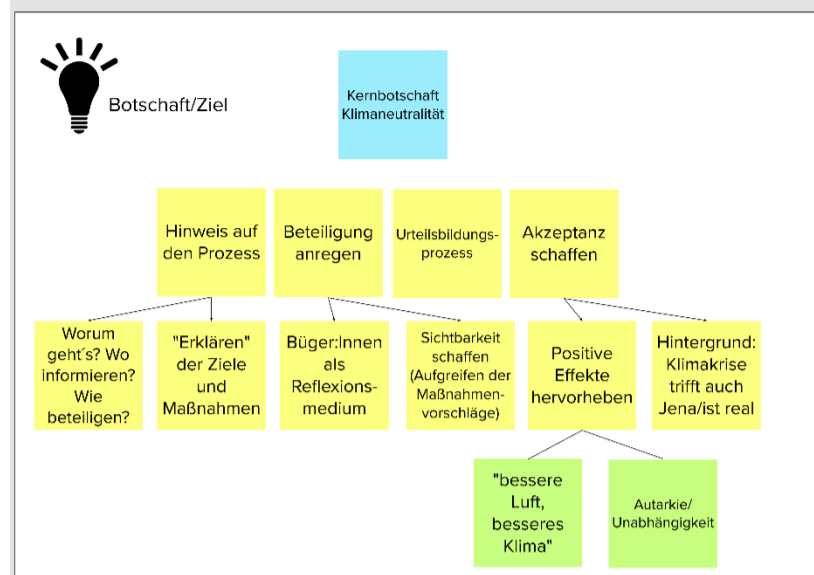 Botschaft/Ziel
Kernbotschaft
Klimaneutralität
Hinweis auf
den Prozess
Beteiligung
anregen
Urteilsbildungs-
prozess
Akzeptanz
schaffen
Worum
geht´s? Wo
informieren?
Wie
beteiligen?
"Erklären"
der Ziele
und
Maßnahmen
Büger:Innen
als
Reflexions-
medium
Sichtbarkeit
schaffen
(Aufgreifen der
Maßnahmen-
vorschläge)
Positive
Effekte
hervorheben
Hintergrund:
Klimakrise
trifft auch
Jena/ist real
"bessere
Luft,
besseres
Klima"
Autarkie/
Unabhängigkeit